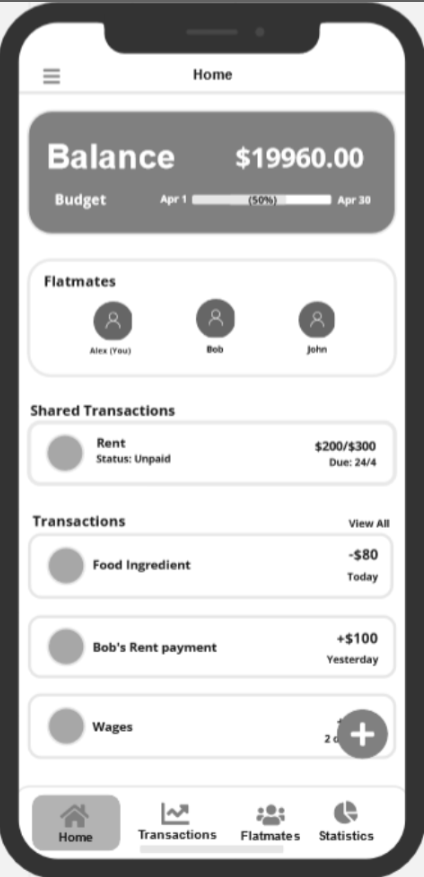 Home
Balance $19960.00
Budget Apr 1 (50%) Apr 30
Flatmates
Alex (You) Bob John
Shared Transactions
Rent $200/$300
Status: Unpaid Due: 24/4
Transactions View All
Food Ingredient -$80
Today
Bob's Rent payment +$100
Yesterday
Wages
2
Home Transactions Flatmates Statistics